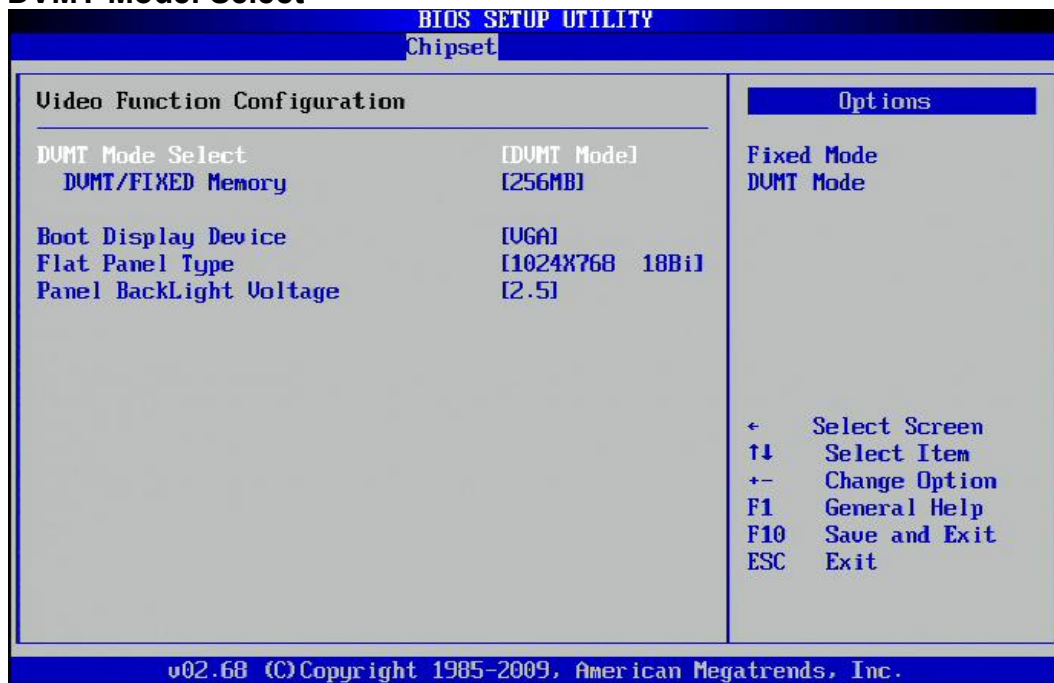 BIOS SETUP UTILITY
Chipset
Video Function Configuration
DVMT Mode Select [DVMT Mode]
DVMT/FIXED Memory [256MB]
Boot Display Device [VGA]
Flat Panel Type [1024X768 18Bi]
Panel BackLight Voltage [2.5]
Options
Fixed Mode
DVMT Mode
← Select Screen
↑↓ Select Item
+- Change Option
F1 General Help
F10 Save and Exit
ESC Exit
v02.68 (C)Copyright 1985-2009, American Megatrends, Inc.